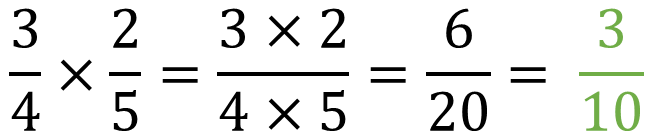 3/4 × 2/5 = (3 × 2)/(4 × 5) = 6/20 = 3/10